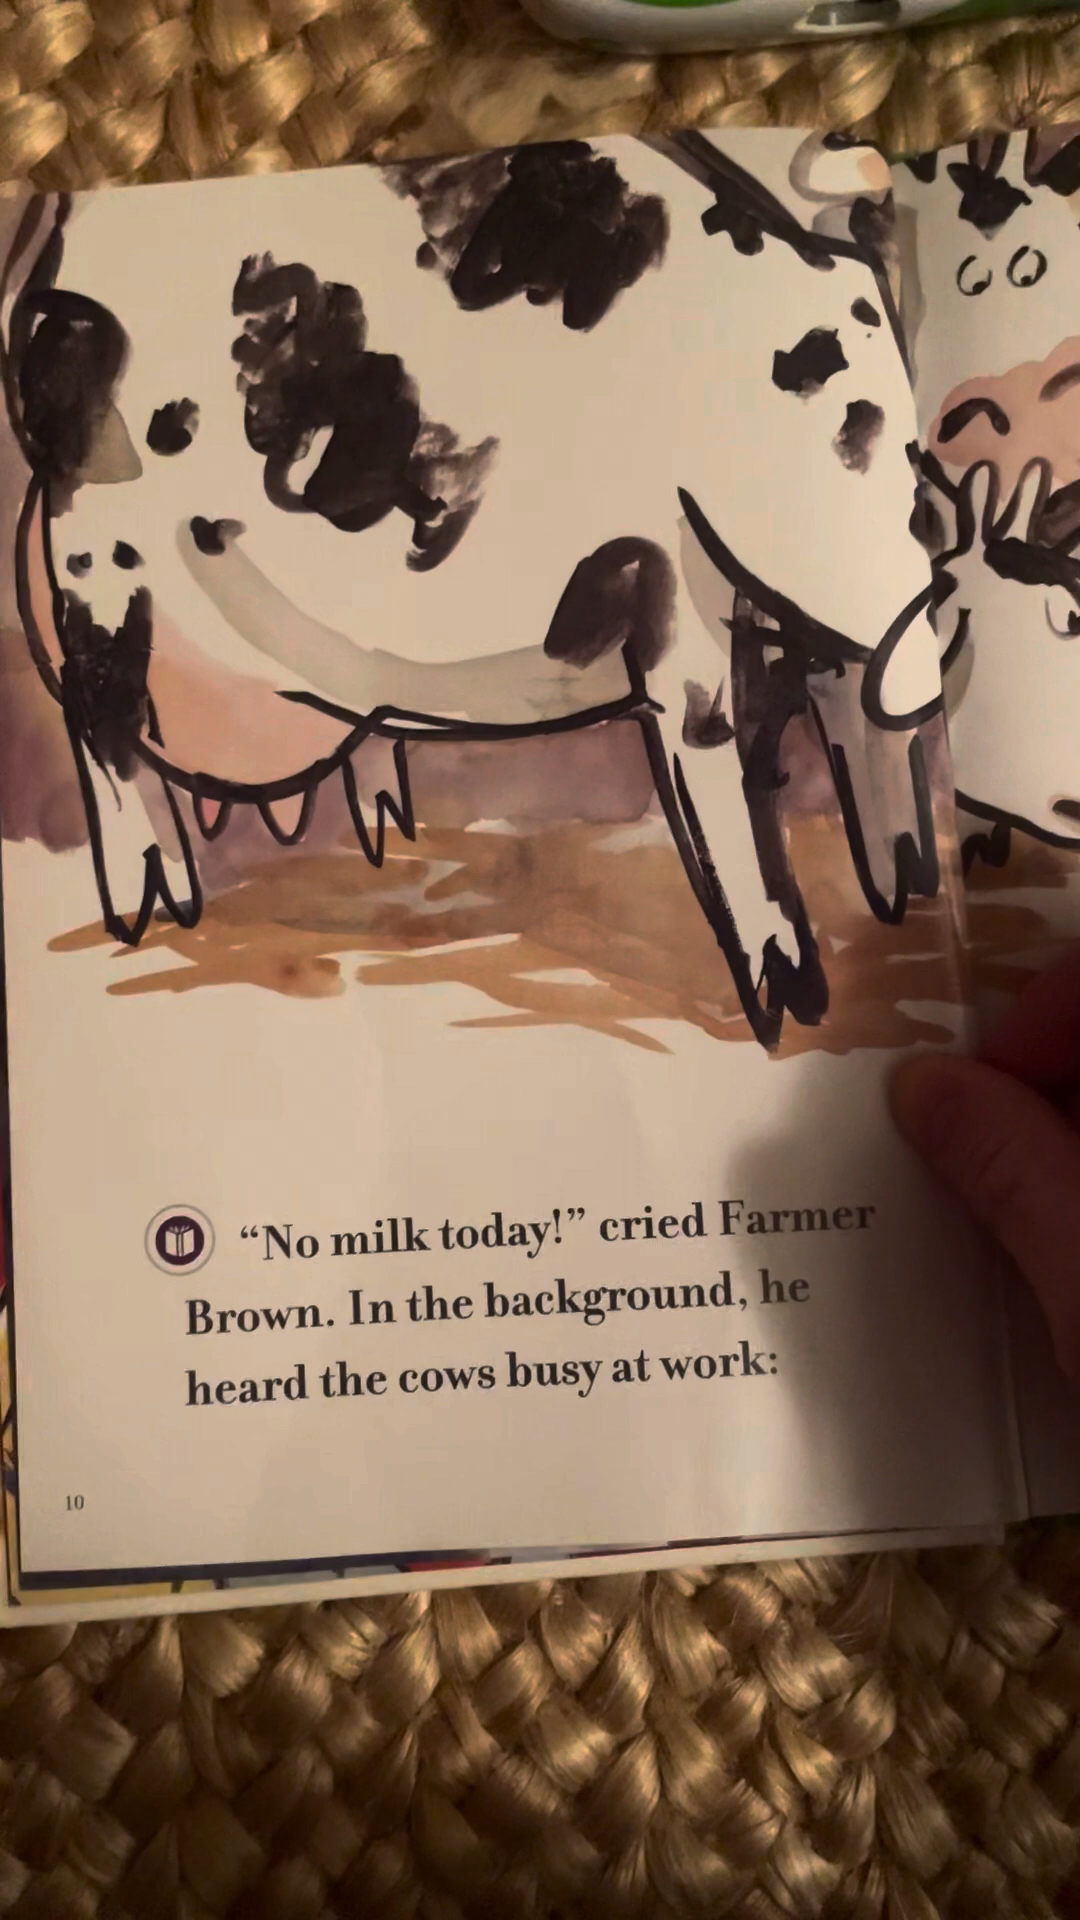 “No milk today!” cried Farmer
Brown. In the background, he
heard the cows busy at work:
10